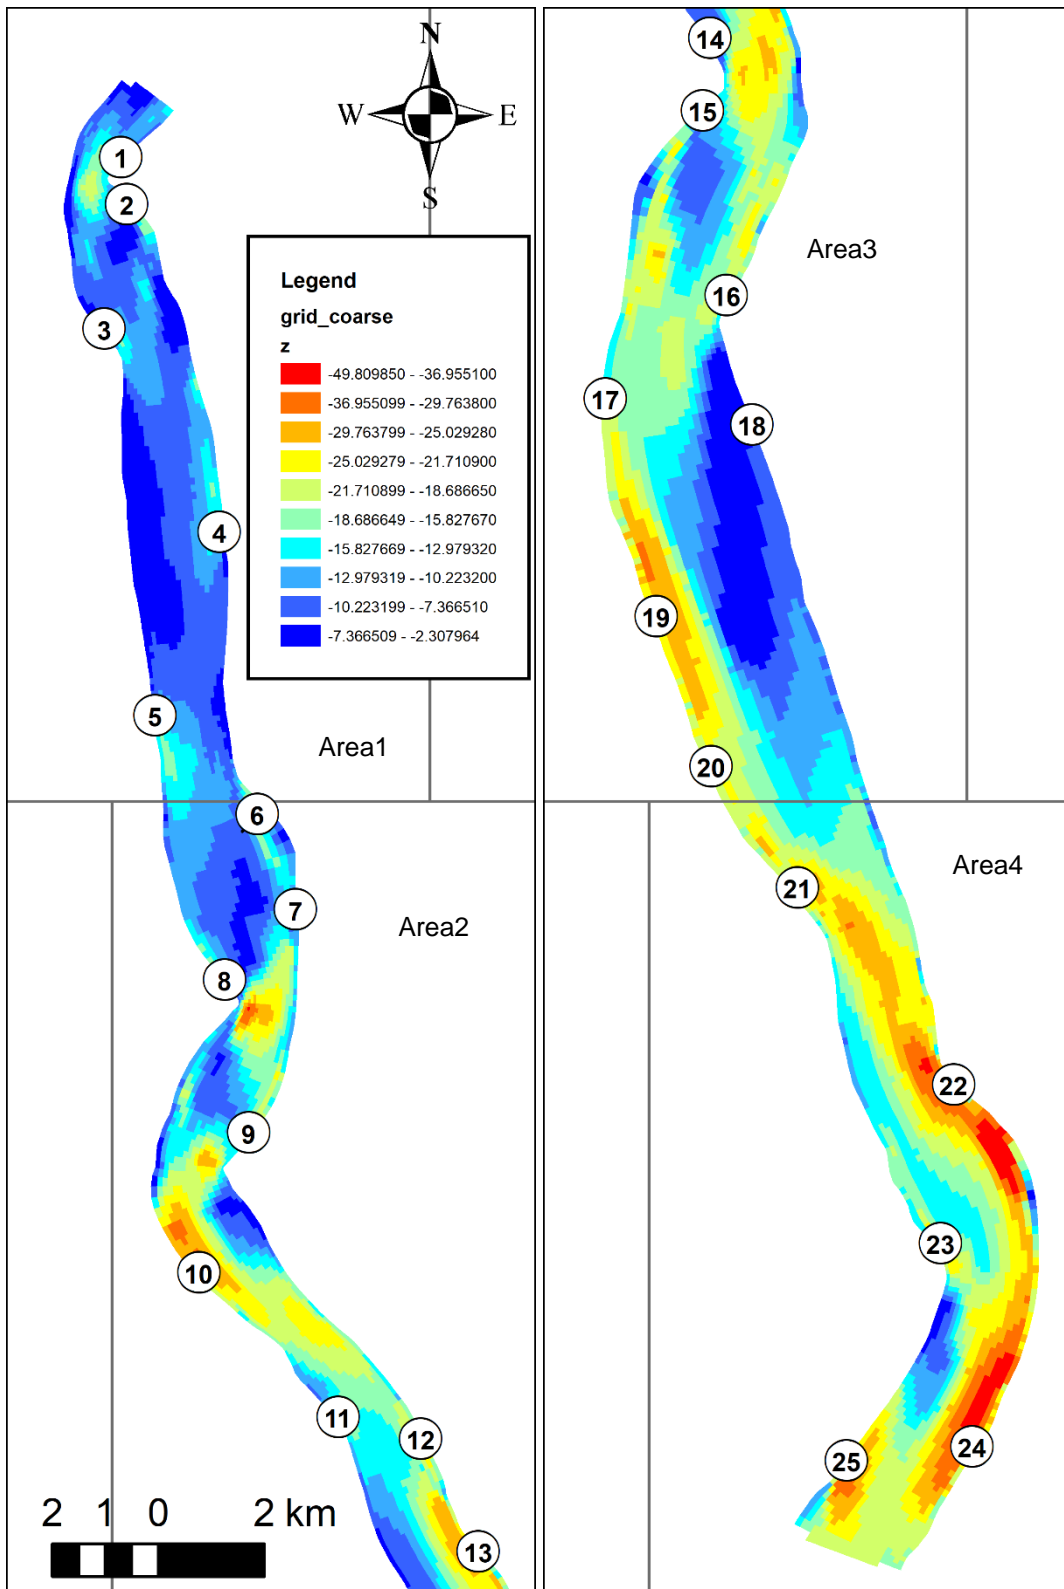 N
W E
S
1
2
3
4
5
6
7
8
9
10
11
12
13
Legend
grid_coarse
z
-49.809850 - -36.955100
-36.955099 - -29.763800
-29.763799 - -25.029280
-25.029279 - -21.710900
-21.710899 - -18.686650
-18.686649 - -15.827670
-15.827669 - -12.979320
-12.979319 - -10.223200
-10.223199 - -7.366510
-7.366509 - -2.307964
Area1
Area2
2 1 0 2 km
14
15
16
17
18
19
20
21
22
23
24
25
Area3
Area4